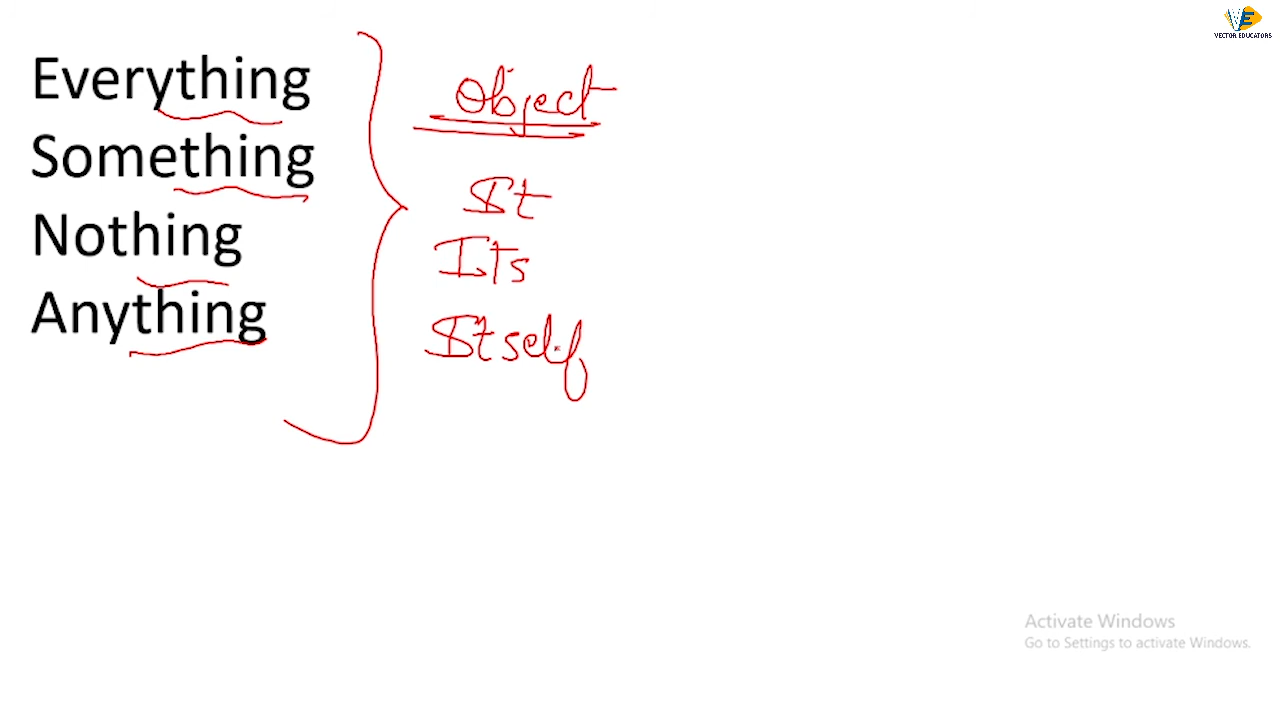 VECTOR EDUCATORS
Everything
Something
Nothing
Anything
Object
It
Its
Itself
Activate Windows
Go to Settings to activate Windows.